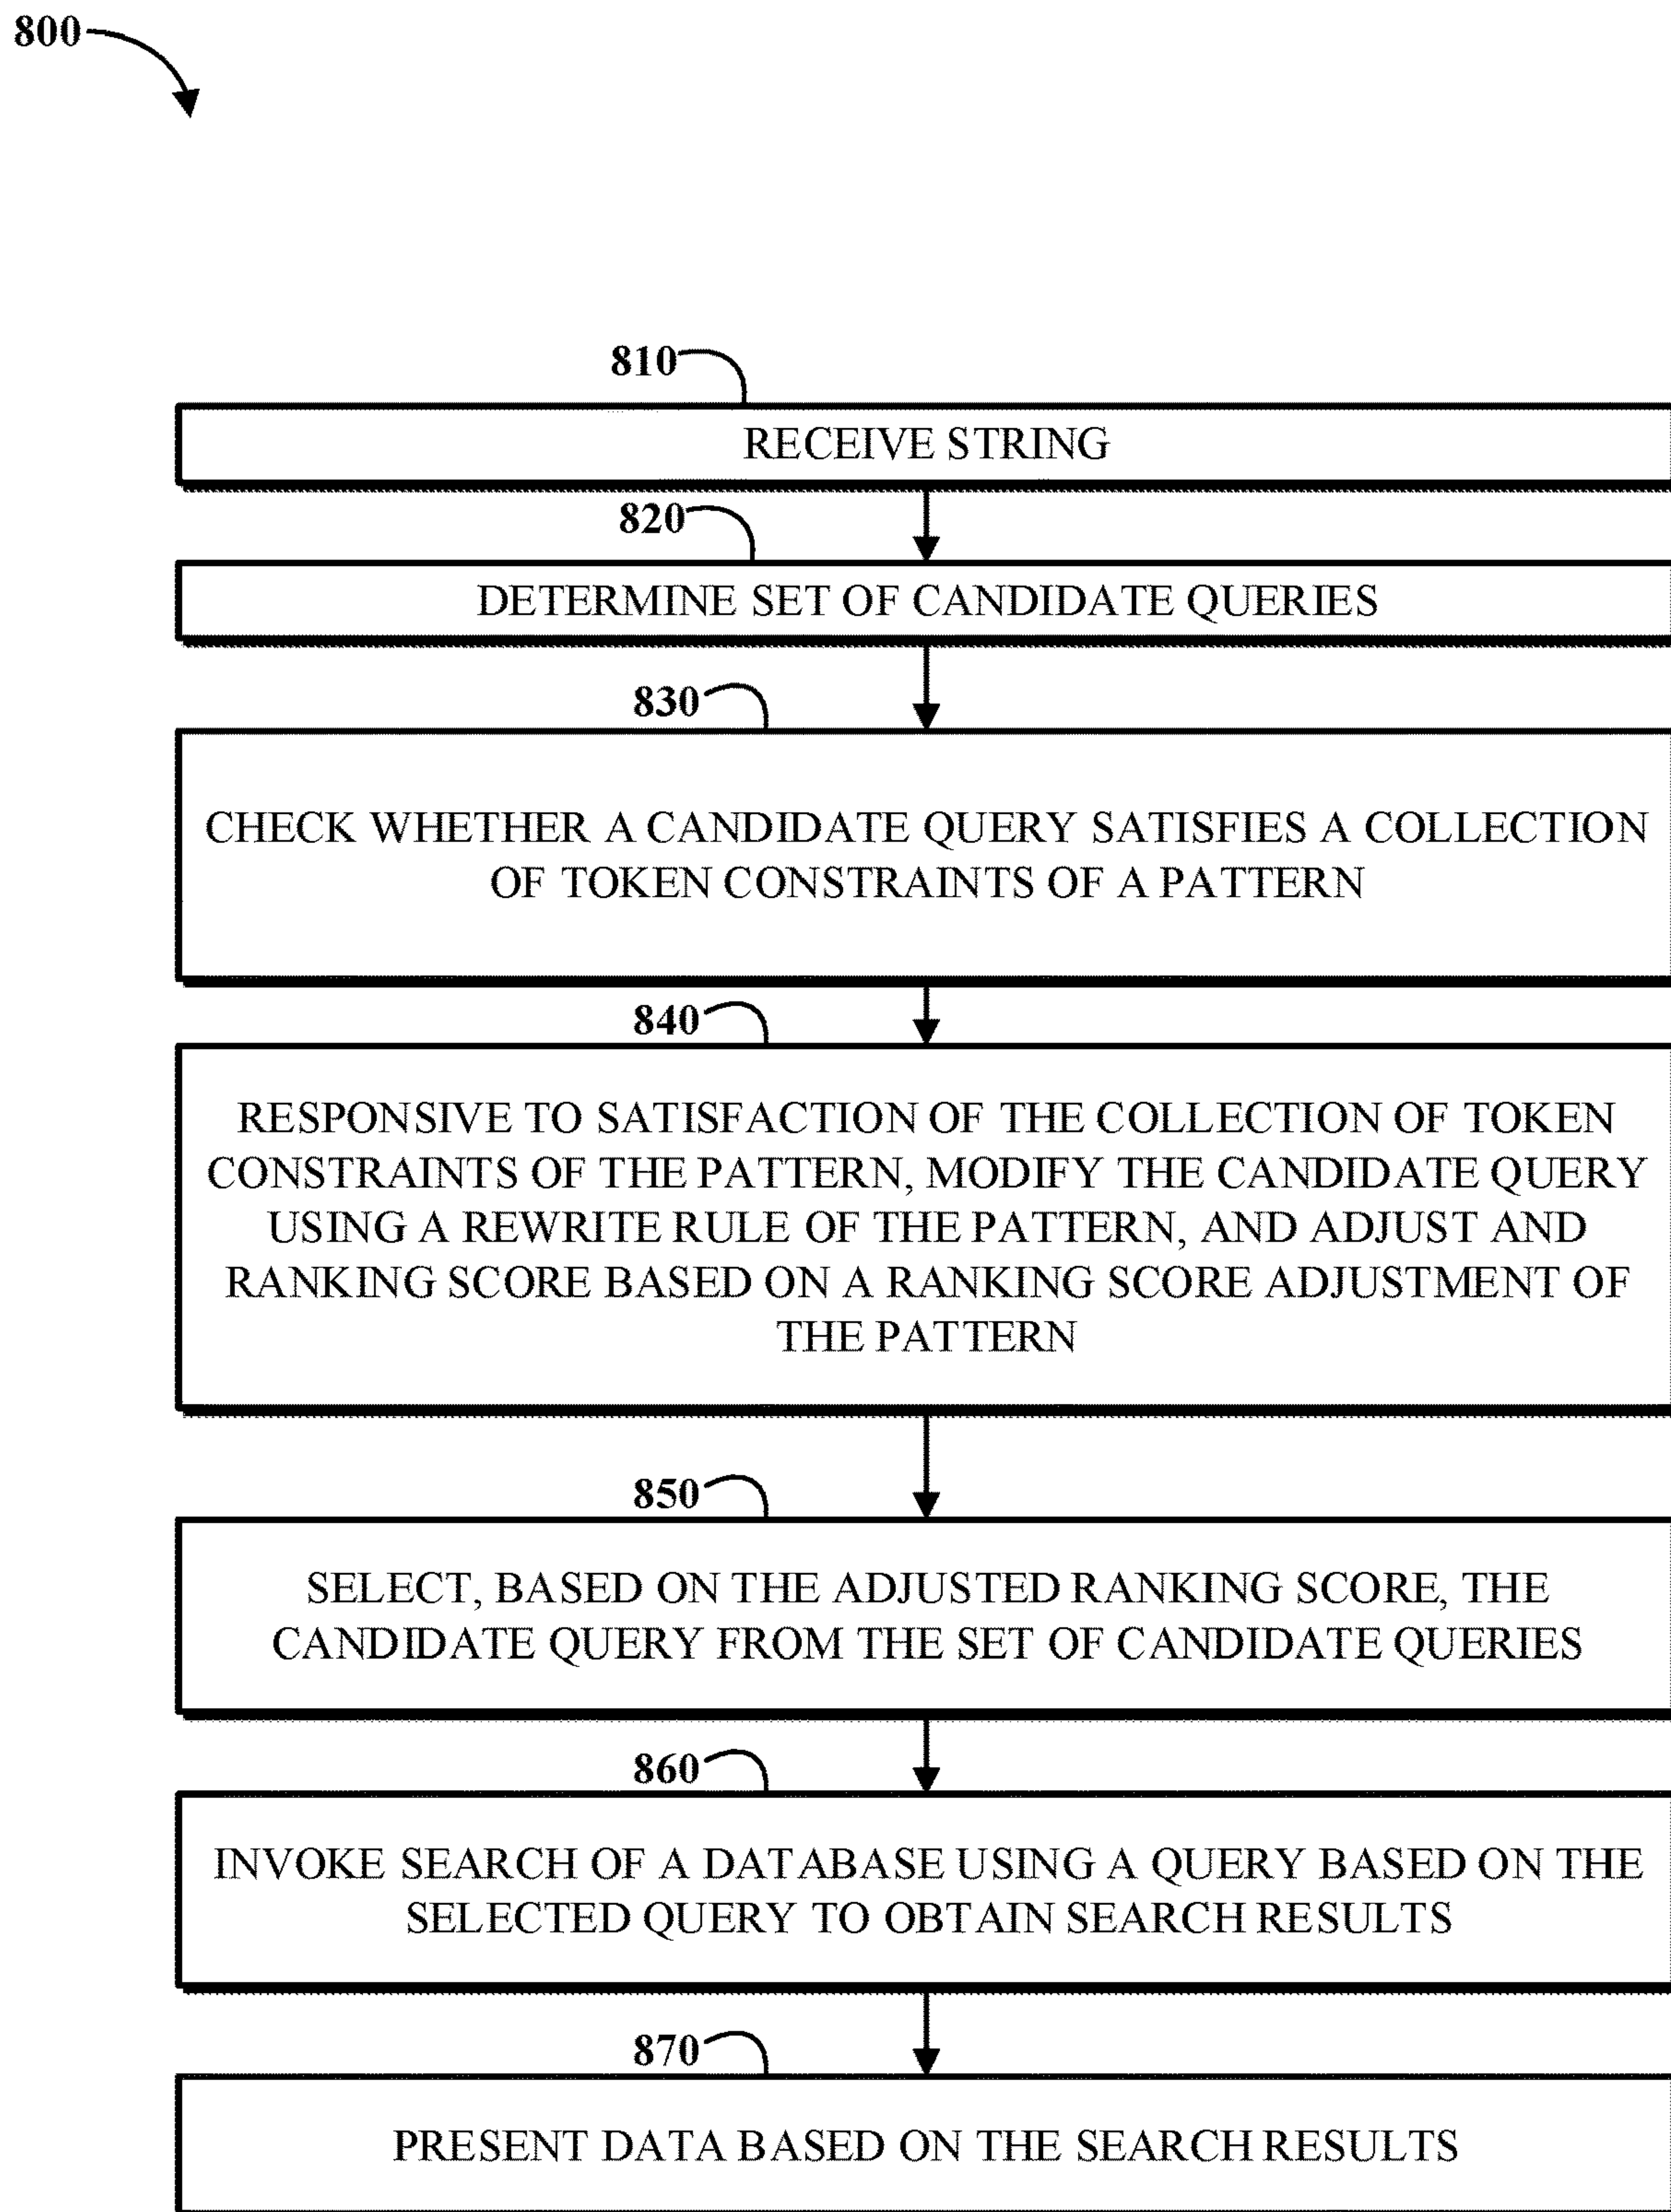 800
810
RECEIVE STRING
820
DETERMINE SET OF CANDIDATE QUERIES
830
CHECK WHETHER A CANDIDATE QUERY SATISFIES A COLLECTION
OF TOKEN CONSTRAINTS OF A PATTERN
840
RESPONSIVE TO SATISFACTION OF THE COLLECTION OF TOKEN
CONSTRAINTS OF THE PATTERN, MODIFY THE CANDIDATE QUERY
USING A REWRITE RULE OF THE PATTERN, AND ADJUST AND
RANKING SCORE BASED ON A RANKING SCORE ADJUSTMENT OF
THE PATTERN
850
SELECT, BASED ON THE ADJUSTED RANKING SCORE, THE
CANDIDATE QUERY FROM THE SET OF CANDIDATE QUERIES
860
INVOKE SEARCH OF A DATABASE USING A QUERY BASED ON THE
SELECTED QUERY TO OBTAIN SEARCH RESULTS
870
PRESENT DATA BASED ON THE SEARCH RESULTS